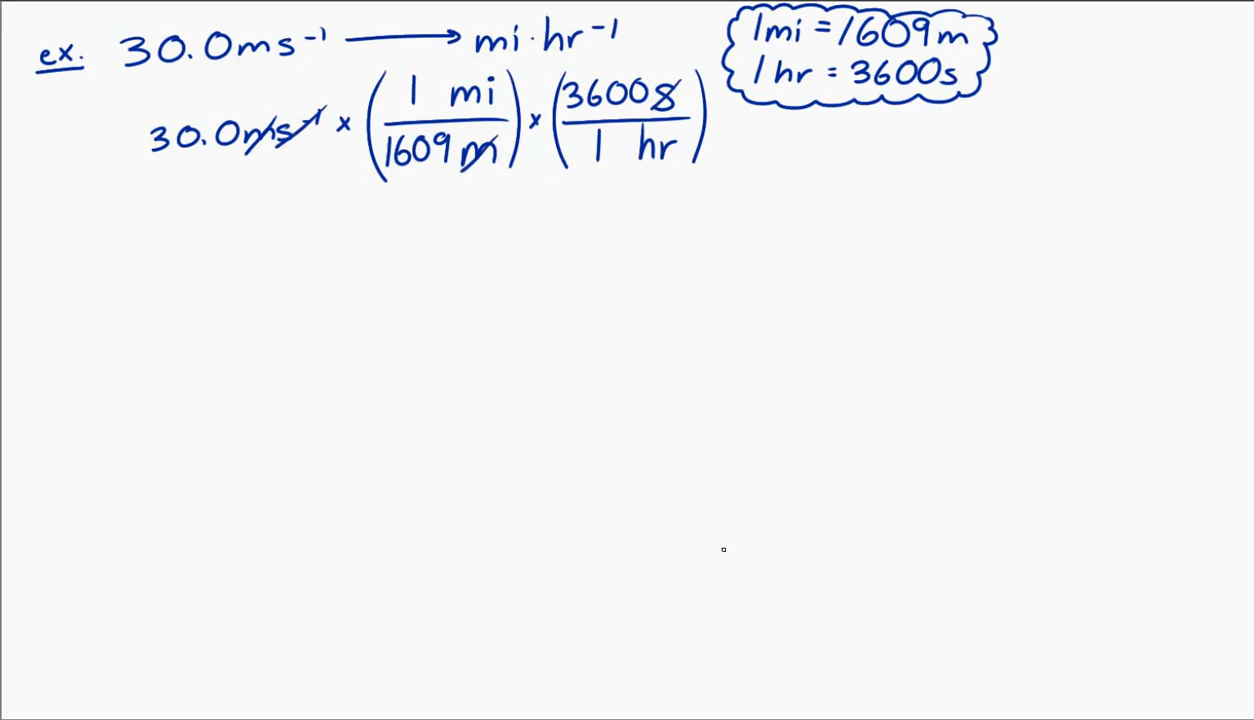 ex. 30.0ms⁻¹ ⟶ mi·hr⁻¹
1mi = 1609m
1hr = 3600s
30.0ms⁻¹ × (1 mi / 1609m) × (3600s / 1 hr)